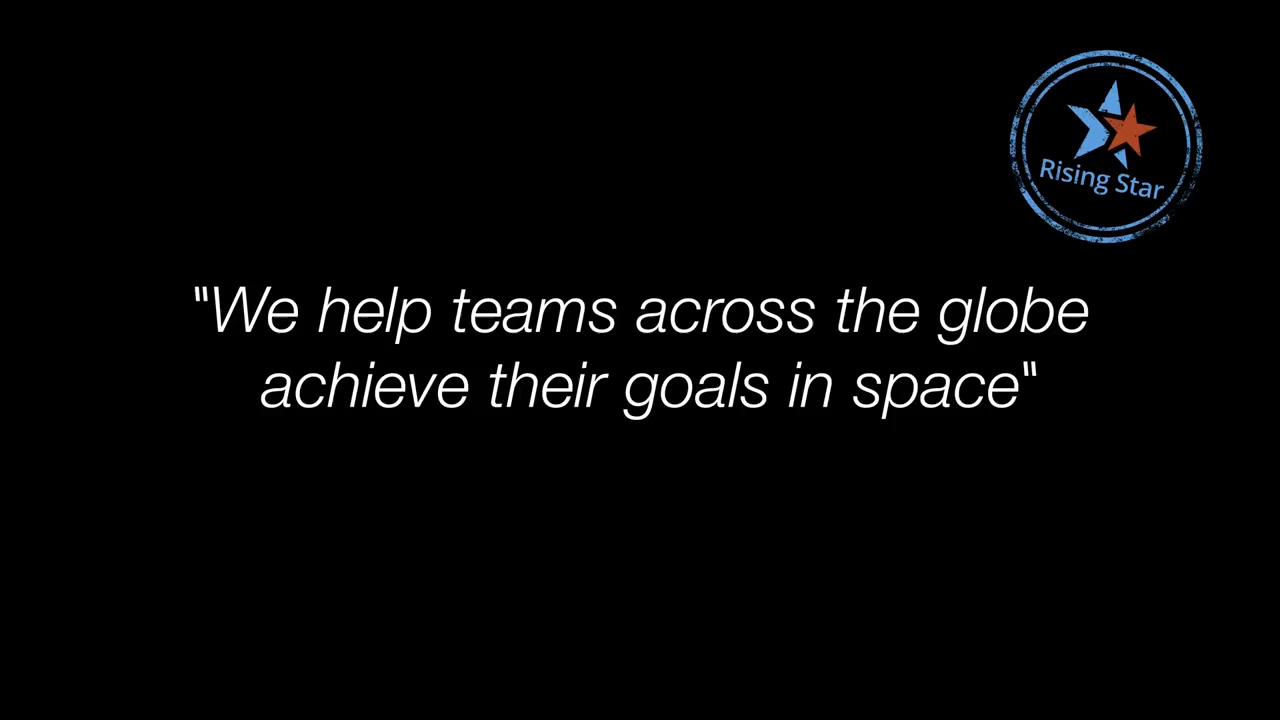 Rising Star
"We help teams across the globe
achieve their goals in space"